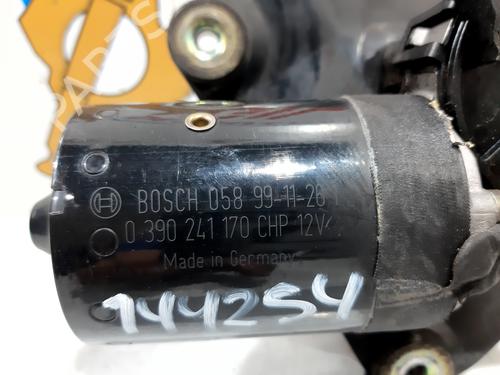 BOSCH 058 99-11-26
0 390 241 170 CHP 12V
Made in Germany
144254